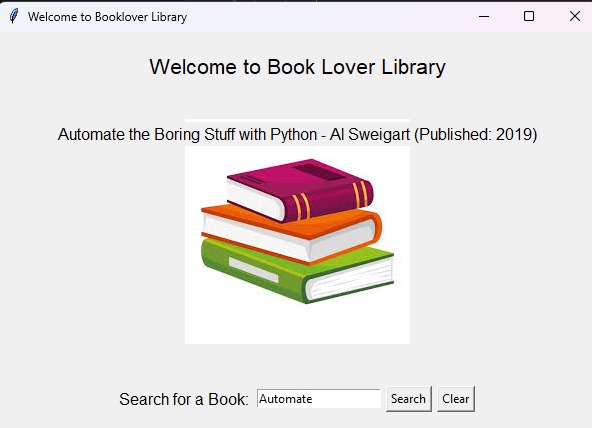 Welcome to Booklover Library
Welcome to Book Lover Library
Automate the Boring Stuff with Python - Al Sweigart (Published: 2019)
Search for a Book: Automate Search Clear